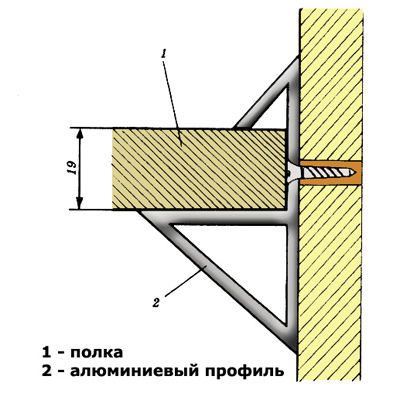 1
19
2
1 - полка
2 - алюминиевый профиль